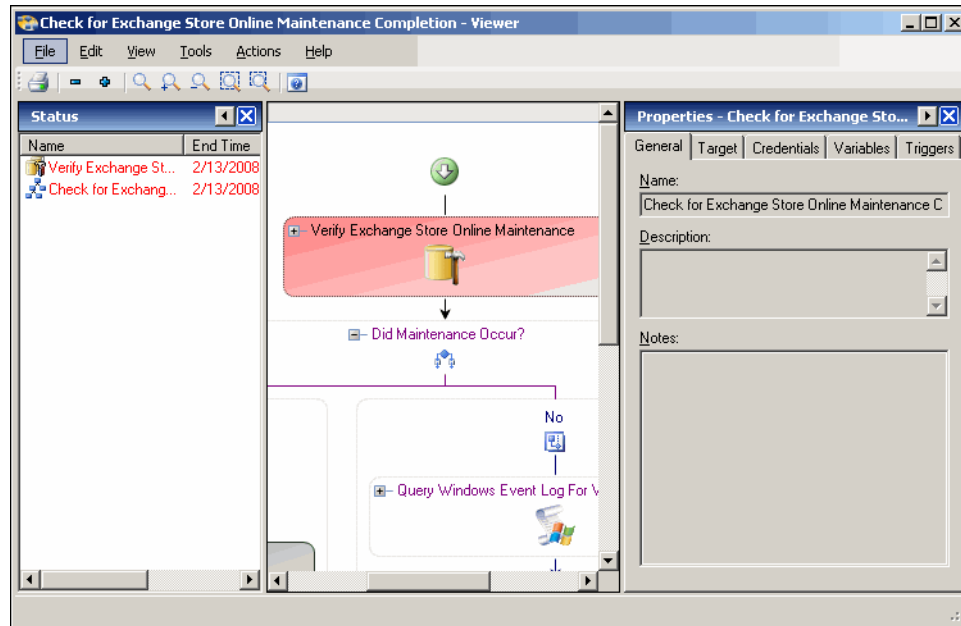 Check for Exchange Store Online Maintenance Completion - Viewer
File Edit View Tools Actions Help
Status
Name End Time
Verify Exchange St... 2/13/2008
Check for Exchang... 2/13/2008
Verify Exchange Store Online Maintenance
Did Maintenance Occur?
No
Query Windows Event Log For
Properties - Check for Exchange Sto...
General Target Credentials Variables Triggers
Name:
Check for Exchange Store Online Maintenance C
Description:
Notes: